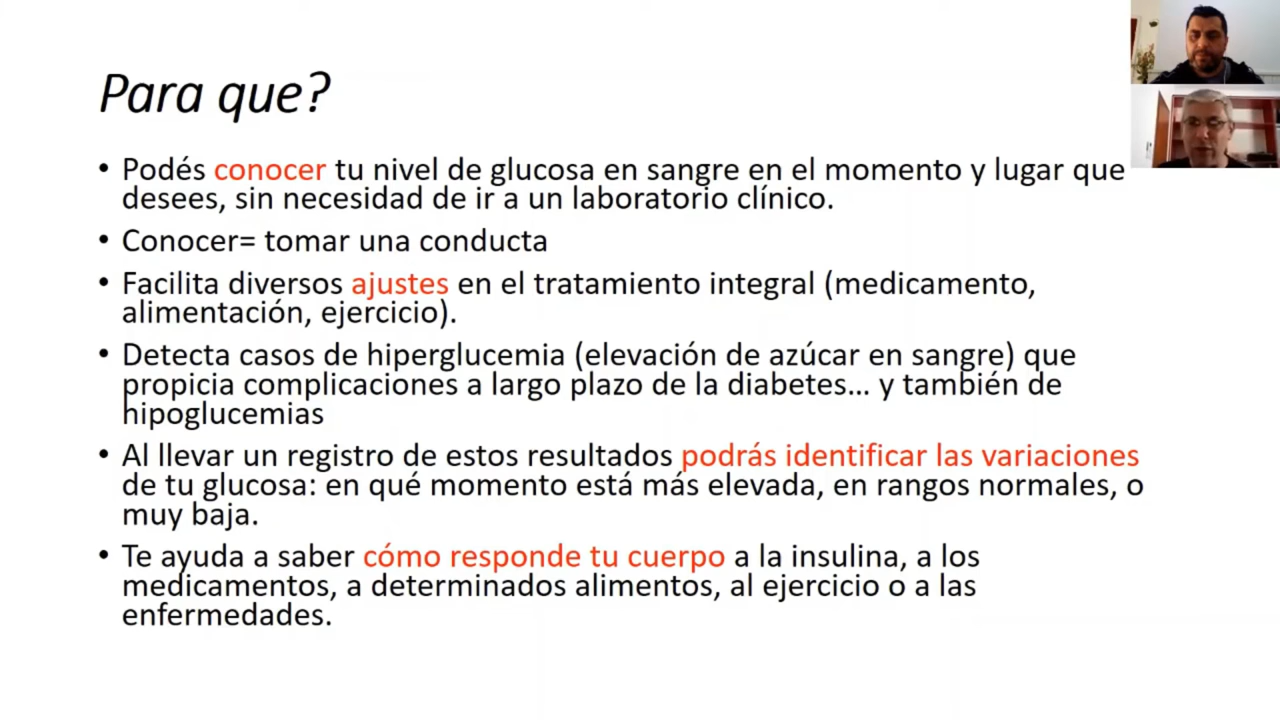 Para que?
• Podés conocer tu nivel de glucosa en sangre en el momento y lugar que
desees, sin necesidad de ir a un laboratorio clínico.
• Conocer= tomar una conducta
• Facilita diversos ajustes en el tratamiento integral (medicamento,
alimentación, ejercicio).
• Detecta casos de hiperglucemia (elevación de azúcar en sangre) que
propicia complicaciones a largo plazo de la diabetes... y también de
hipoglucemias
• Al llevar un registro de estos resultados podrás identificar las variaciones
de tu glucosa: en qué momento está más elevada, en rangos normales, o
muy baja.
• Te ayuda a saber cómo responde tu cuerpo a la insulina, a los
medicamentos, a determinados alimentos, al ejercicio o a las
enfermedades.